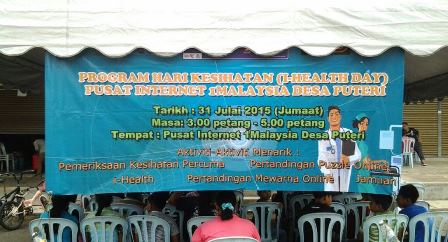 PROGRAM HARI KESIHATAN (I-HEALTH DAY)
PUSAT INTERNET 1MALAYSIA DESA PUTERI
Tarikh : 31 Julai 2015 (Jumaat)
Masa: 3:00 petang - 5:00 petang
Tempat : Pusat Internet 1Malaysia Desa Puteri
Aktiviti-Aktiviti Menarik :
Pemeriksaan Kesihatan Percuma Pertandingan Puzzle Online
i-Health Pertandingan Mewarna Online Jamuan